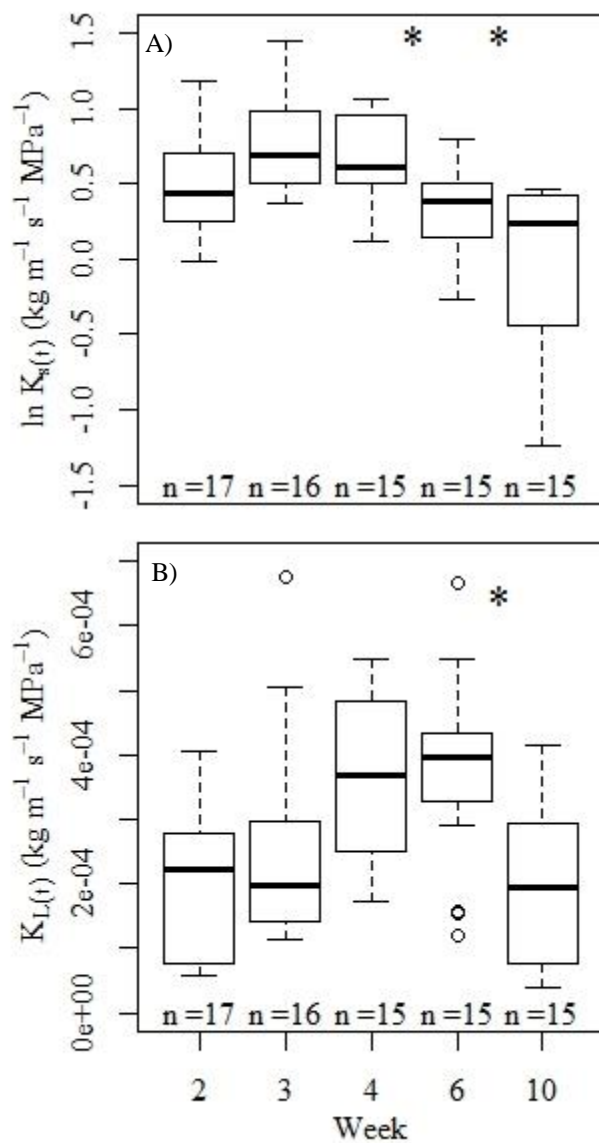 A)
* *
1.5
1.0
0.5
0.0
-0.5
-1.0
-1.5
ln K_s(t) (kg m⁻¹ s⁻¹ MPa⁻¹)
n =17 n =16 n =15 n =15 n =15
B)
*
6e-04
4e-04
2e-04
0e+00
K_L(t) (kg m⁻¹ s⁻¹ MPa⁻¹)
n =17 n =16 n =15 n =15 n =15
2 3 4 6 10
Week